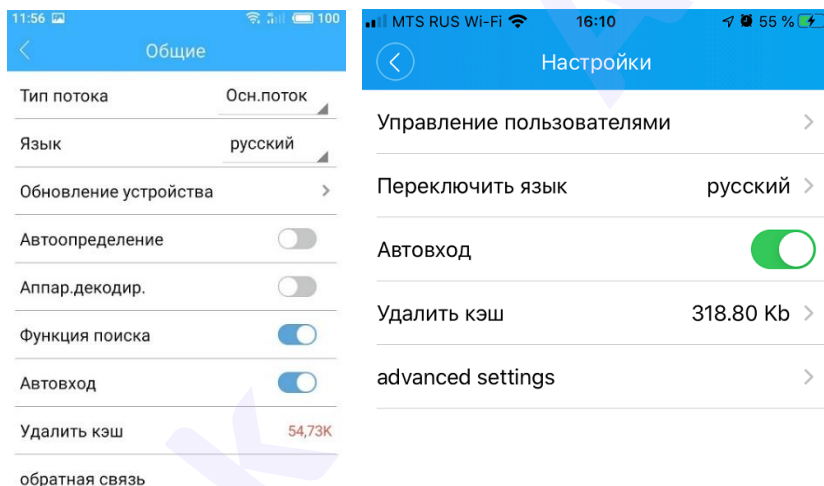 11:56 100
Общие
Тип потока Осн.поток
Язык русский
Обновление устройства
Автоопределение
Аппар.декодир.
Функция поиска
Автовход
Удалить кэш 54,73K
обратная связь
MTS RUS Wi-Fi 16:10 55 %
Настройки
Управление пользователями
Переключить язык русский
Автовход
Удалить кэш 318.80 Kb
advanced settings